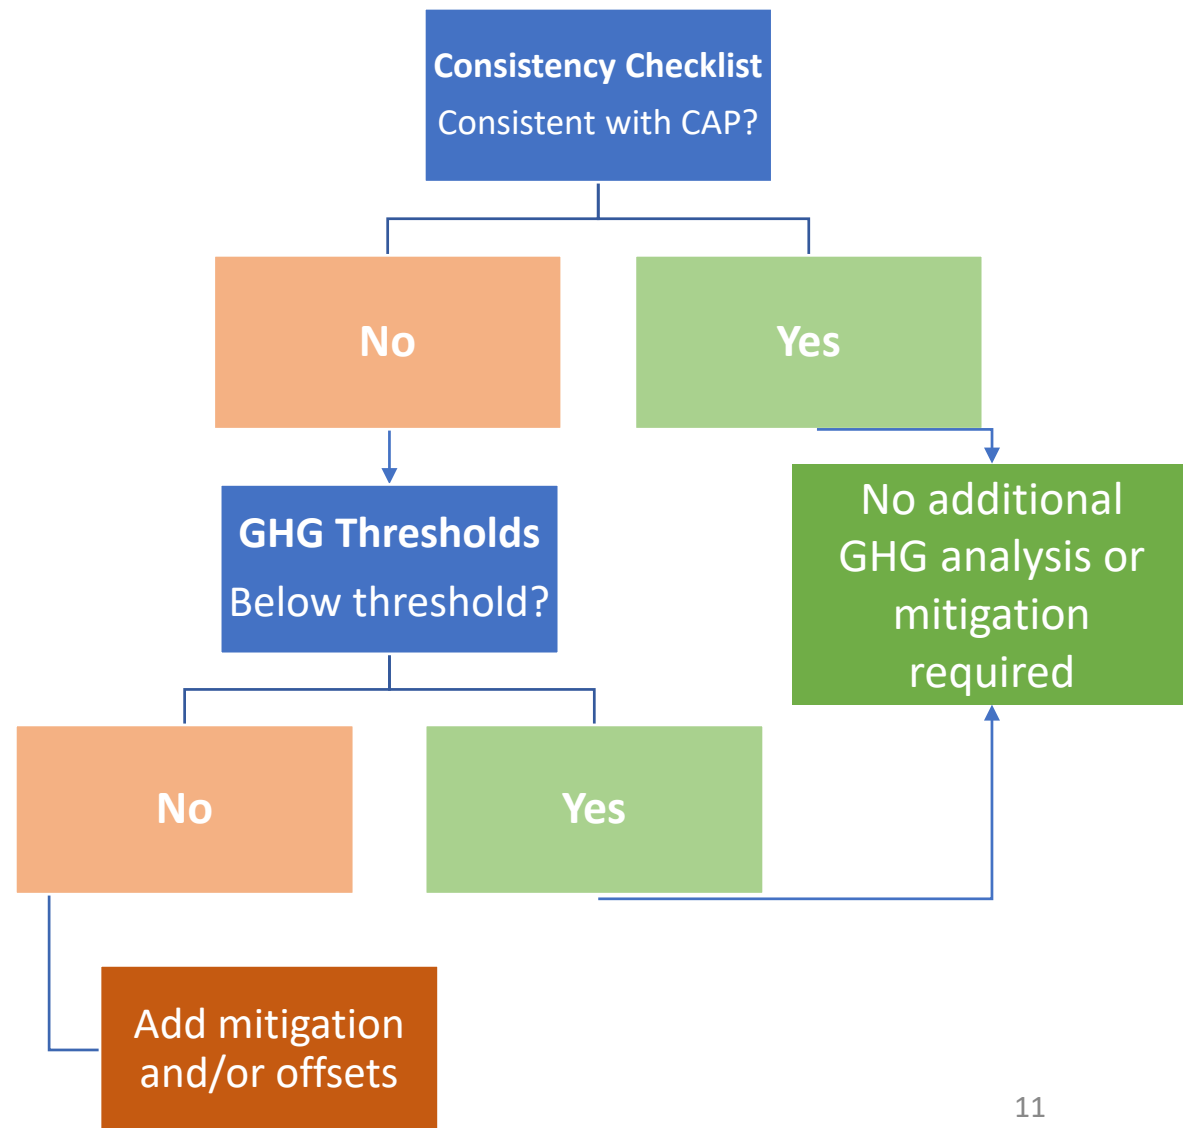 Consistency Checklist
Consistent with CAP?
No
Yes
GHG Thresholds
Below threshold?
No additional
GHG analysis or
mitigation
required
No
Yes
Add mitigation
and/or offsets
11